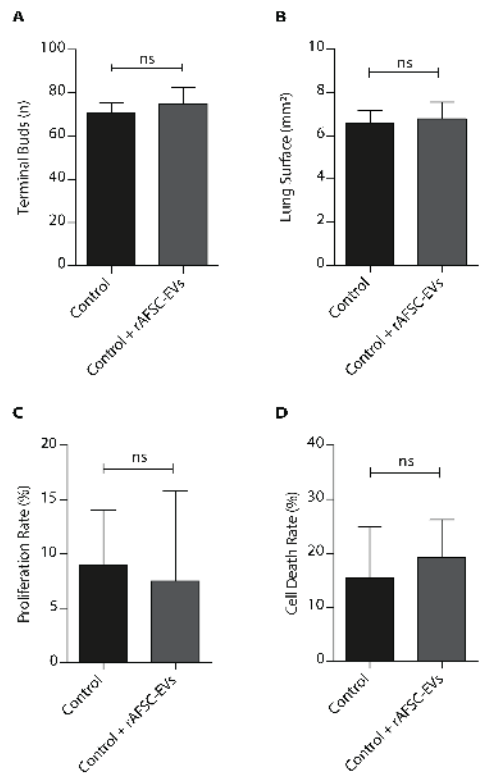 A
Terminal Buds (n)
100
80
60
40
20
0
ns
Control
Control + rAFSC-EVs
B
Lung Surface (mm²)
8
6
4
2
0
ns
Control
Control + rAFSC-EVs
C
Proliferation Rate (%)
20
15
10
5
0
ns
Control
Control + rAFSC-EVs
D
Cell Death Rate (%)
40
30
20
10
0
ns
Control
Control + rAFSC-EVs